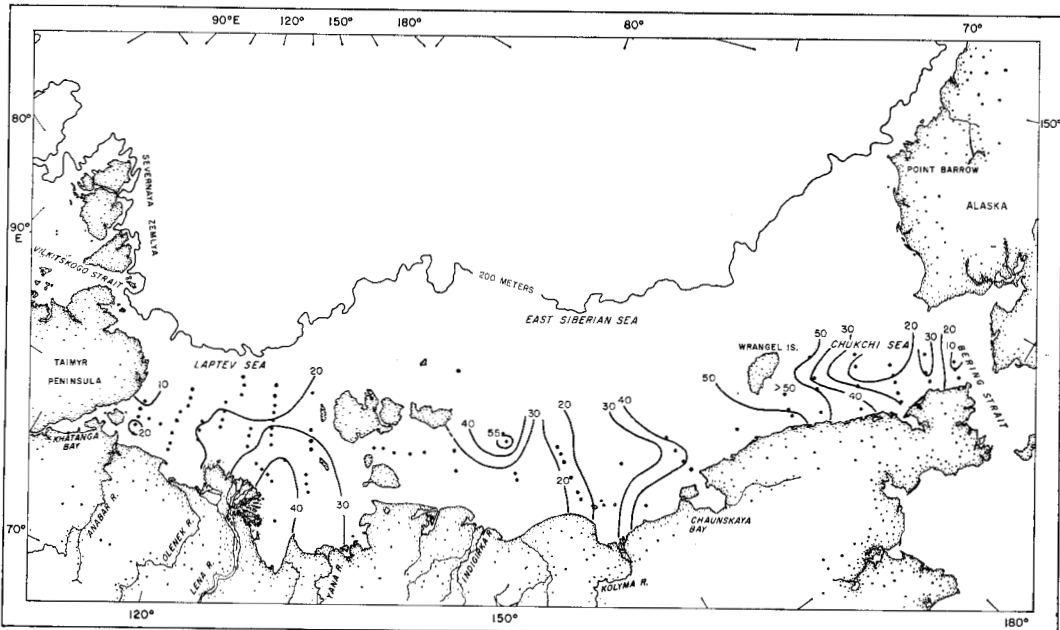 90°E 120° 150° 180° 80° 70°
80°
150°
90°
E
SEVERNAYA ZEMLYA
VILKITSKOGO STRAIT
POINT BARROW
ALASKA
200 METERS
EAST SIBERIAN SEA
TAIMYR
PENINSULA
LAPTEV SEA
WRANGEL IS.
CHUKCHI SEA
BERING STRAIT
50 30 20 30 20
10
10
20
50
>50
40
20
KHATANGA
BAY
40
55
30
20
30
40
20
40
30
CHAUNSKAYA
BAY
ANABAR R.
OLENEK R.
LENA R.
YANA R.
INDIGIRKA R.
KOLYMA R.
70°
120° 150° 180°